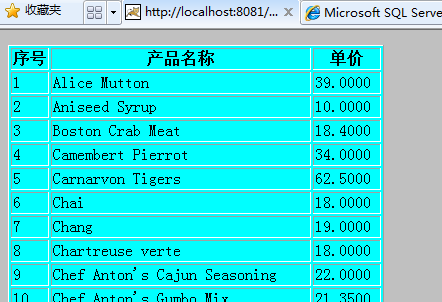 收藏夹 http://localhost:8081/... Microsoft SQL Serve
序号 产品名称 单价
1 Alice Mutton 39.0000
2 Aniseed Syrup 10.0000
3 Boston Crab Meat 18.4000
4 Camembert Pierrot 34.0000
5 Carnarvon Tigers 62.5000
6 Chai 18.0000
7 Chang 19.0000
8 Chartreuse verte 18.0000
9 Chef Anton's Cajun Seasoning 22.0000
10 Chef Anton's Gumbo Mix 21.3500